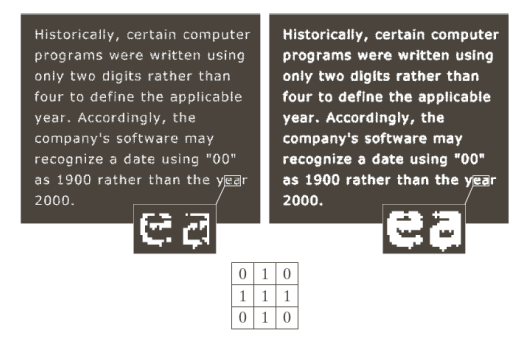 Historically, certain computer
programs were written using
only two digits rather than
four to define the applicable
year. Accordingly, the
company's software may
recognize a date using "00"
as 1900 rather than the year
2000.
ea
Historically, certain computer
programs were written using
only two digits rather than
four to define the applicable
year. Accordingly, the
company's software may
recognize a date using "00"
as 1900 rather than the year
2000.
ea
0 1 0
1 1 1
0 1 0